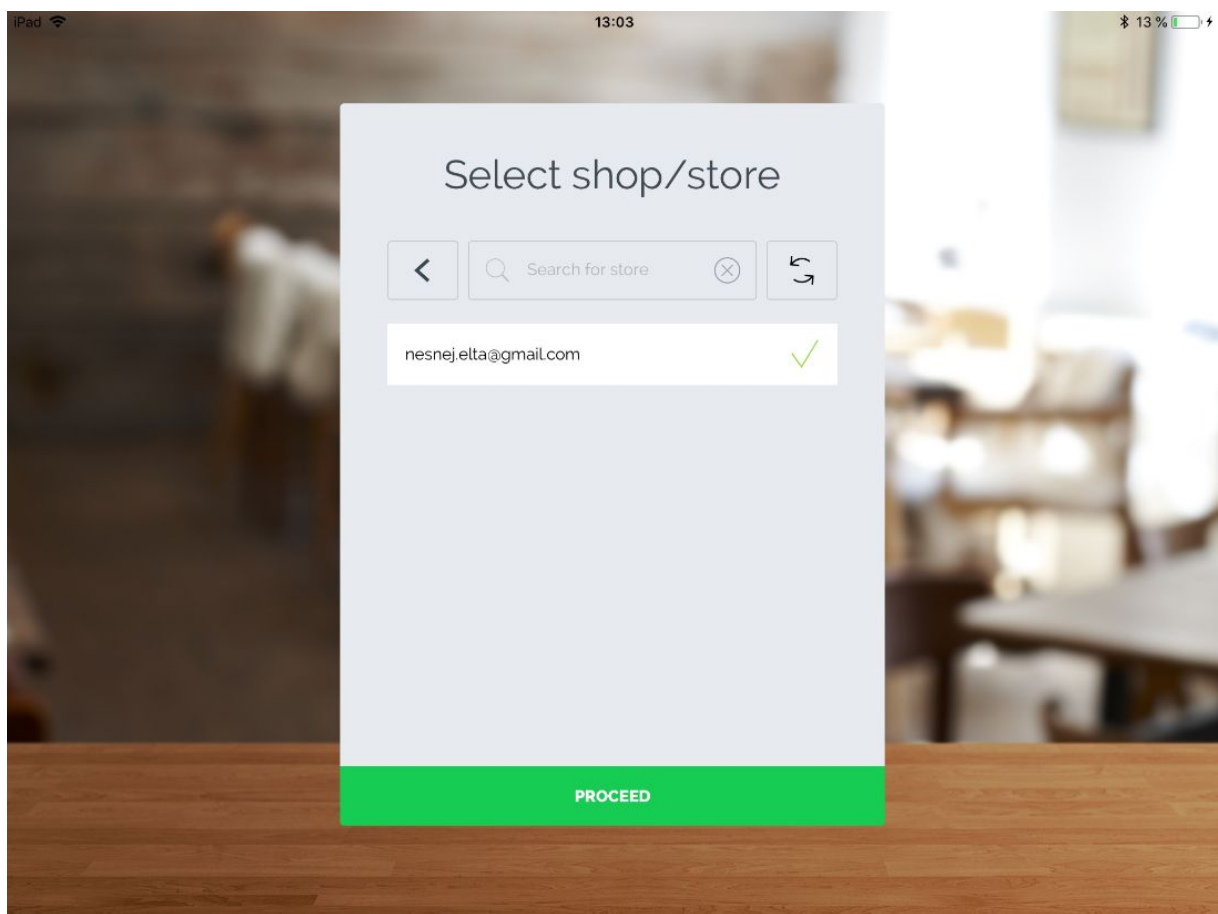 iPad 13:03 13 %
Select shop/store
Search for store
nesnej.elta@gmail.com
PROCEED